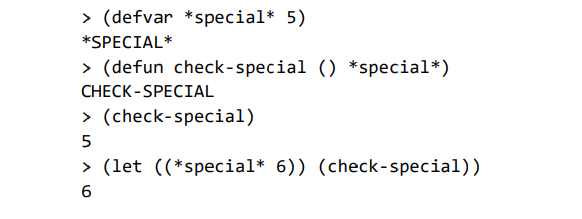 > (defvar *special* 5)
*SPECIAL*
> (defun check-special () *special*)
CHECK-SPECIAL
> (check-special)
5
> (let ((*special* 6)) (check-special))
6